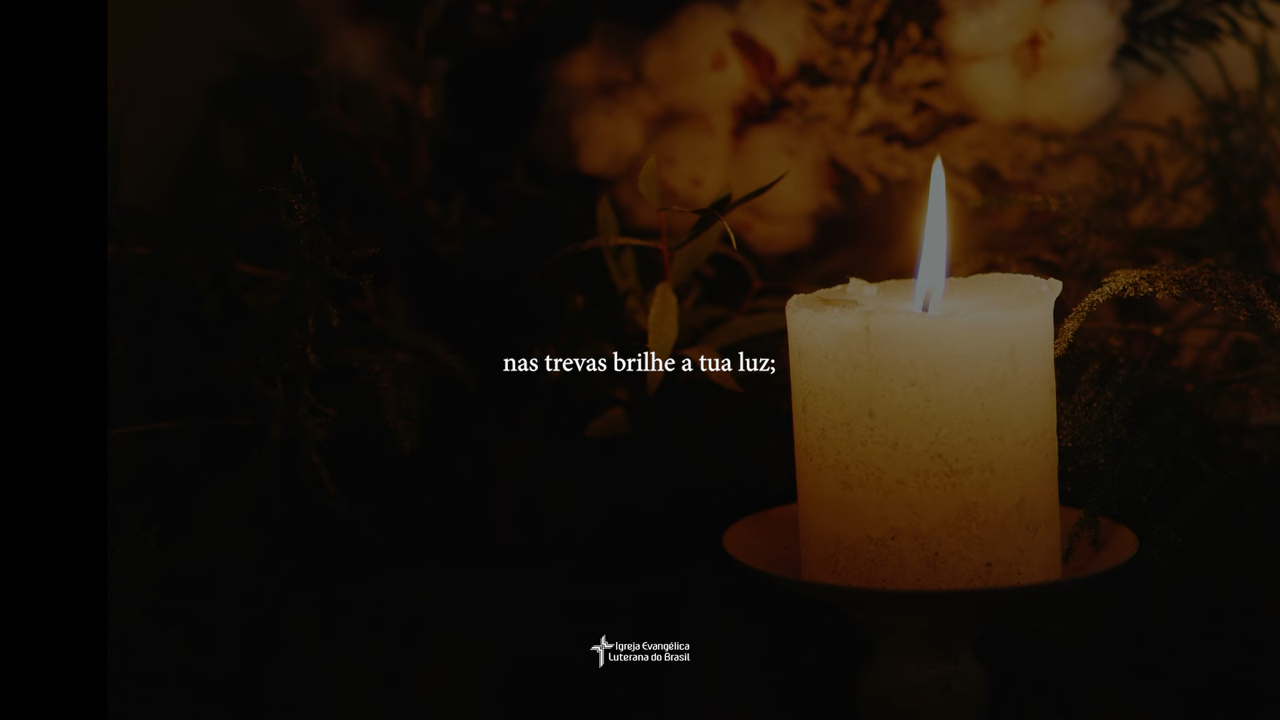 nas trevas brilhe a tua luz;
Igreja Evangélica
Luterana do Brasil